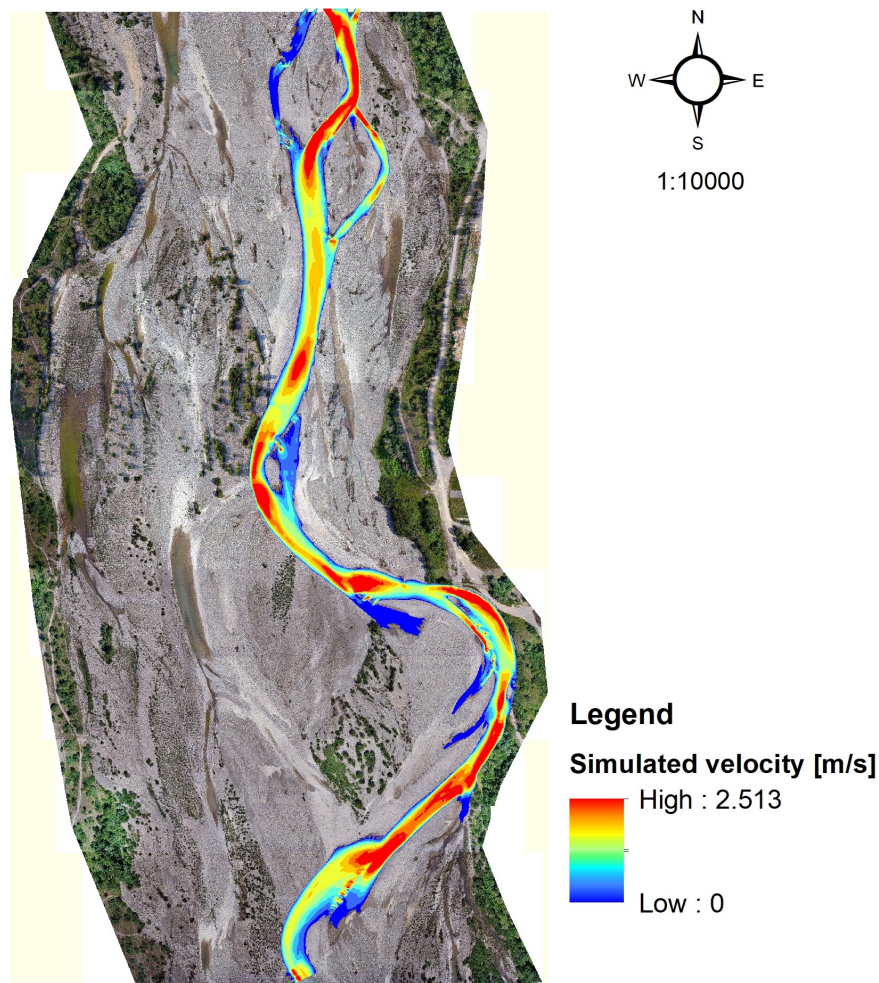 N
W E
S
1:10000
Legend
Simulated velocity [m/s]
High : 2.513
Low : 0